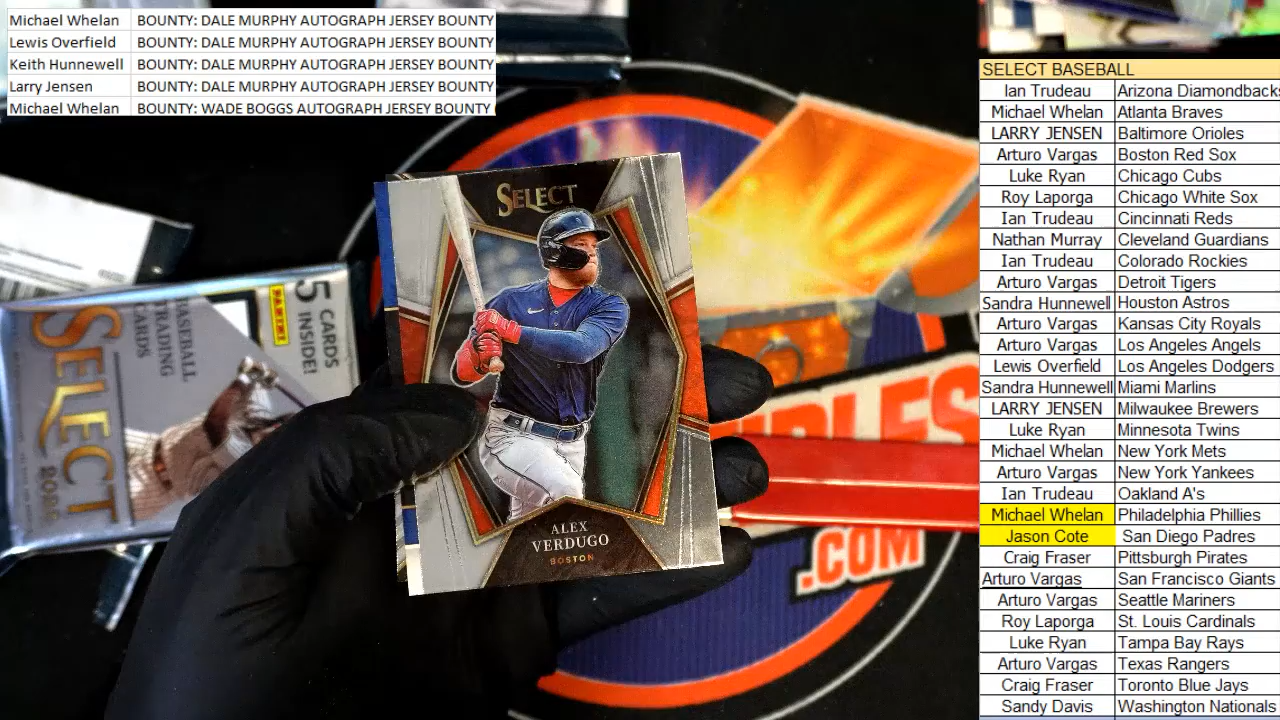 Michael Whelan BOUNTY: DALE MURPHY AUTOGRAPH JERSEY BOUNTY
Lewis Overfield BOUNTY: DALE MURPHY AUTOGRAPH JERSEY BOUNTY
Keith Hunnewell BOUNTY: DALE MURPHY AUTOGRAPH JERSEY BOUNTY
Larry Jensen BOUNTY: DALE MURPHY AUTOGRAPH JERSEY BOUNTY
Michael Whelan BOUNTY: WADE BOGGS AUTOGRAPH JERSEY BOUNTY
SELECT BASEBALL
Ian Trudeau Arizona Diamondbacks
Michael Whelan Atlanta Braves
LARRY JENSEN Baltimore Orioles
Arturo Vargas Boston Red Sox
Luke Ryan Chicago Cubs
Roy Laporga Chicago White Sox
Ian Trudeau Cincinnati Reds
Nathan Murray Cleveland Guardians
Ian Trudeau Colorado Rockies
Arturo Vargas Detroit Tigers
Sandra Hunnewell Houston Astros
Arturo Vargas Kansas City Royals
Arturo Vargas Los Angeles Angels
Lewis Overfield Los Angeles Dodgers
Sandra Hunnewell Miami Marlins
LARRY JENSEN Milwaukee Brewers
Luke Ryan Minnesota Twins
Michael Whelan New York Mets
Arturo Vargas New York Yankees
Ian Trudeau Oakland A's
Michael Whelan Philadelphia Phillies
Jason Cote San Diego Padres
Craig Fraser Pittsburgh Pirates
Arturo Vargas San Francisco Giants
Arturo Vargas Seattle Mariners
Roy Laporga St. Louis Cardinals
Luke Ryan Tampa Bay Rays
Arturo Vargas Texas Rangers
Craig Fraser Toronto Blue Jays
Sandy Davis Washington Nationals
SELECT
ALEX
VERDUGO
BOSTON
5 CARDS
INSIDE!
PANINI
BASEBALL
TRADING
CARDS
SELECT
.COM